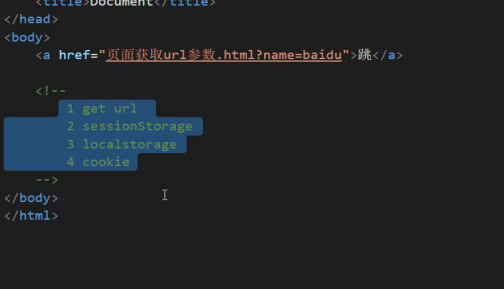 <title>Document</title>
</head>
<body>
<a href="页面获取url参数.html?name=baidu">跳</a>
<!--
1 get url
2 sessionStorage
3 localstorage
4 cookie
-->
</body>
</html>